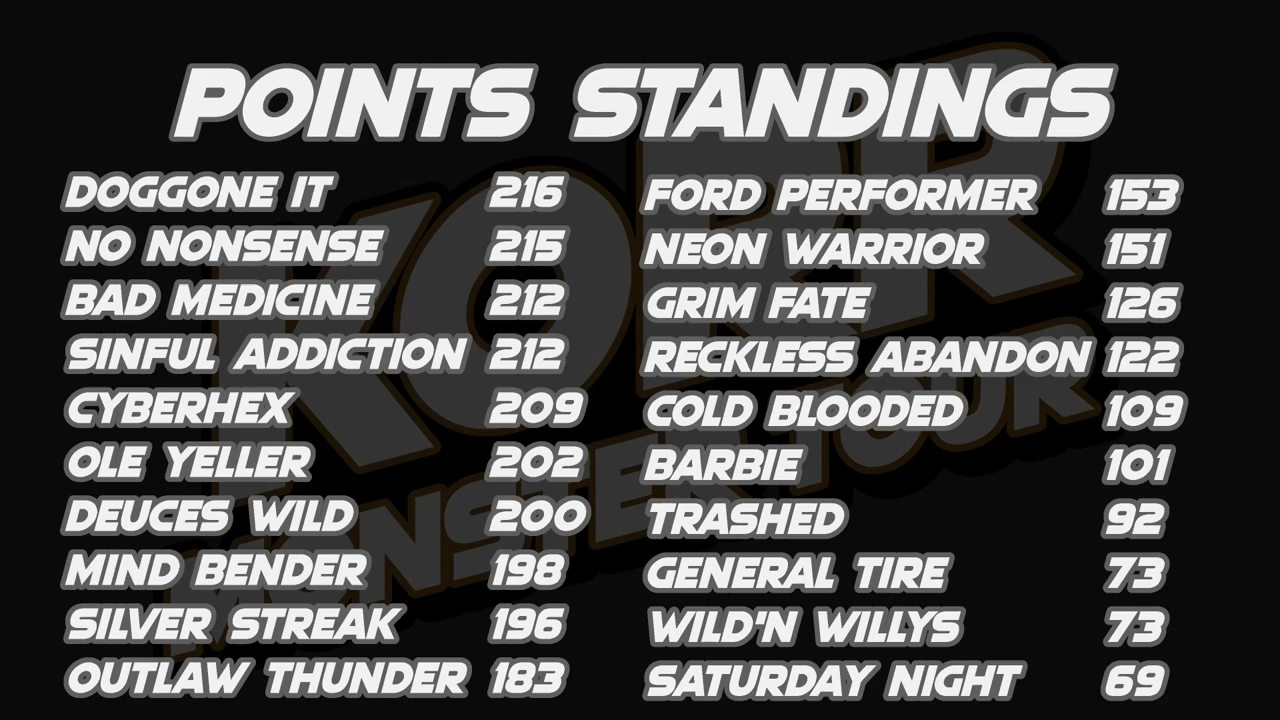 POINTS STANDINGS
DOGGONE IT 216
NO NONSENSE 215
BAD MEDICINE 212
SINFUL ADDICTION 212
CYBERHEX 209
OLE YELLER 202
DEUCES WILD 200
MIND BENDER 198
SILVER STREAK 196
OUTLAW THUNDER 183
FORD PERFORMER 153
NEON WARRIOR 151
GRIM FATE 126
RECKLESS ABANDON 122
COLD BLOODED 109
BARBIE 101
TRASHED 92
GENERAL TIRE 73
WILD'N WILLYS 73
SATURDAY NIGHT 69
KORR
MONSTER TOUR